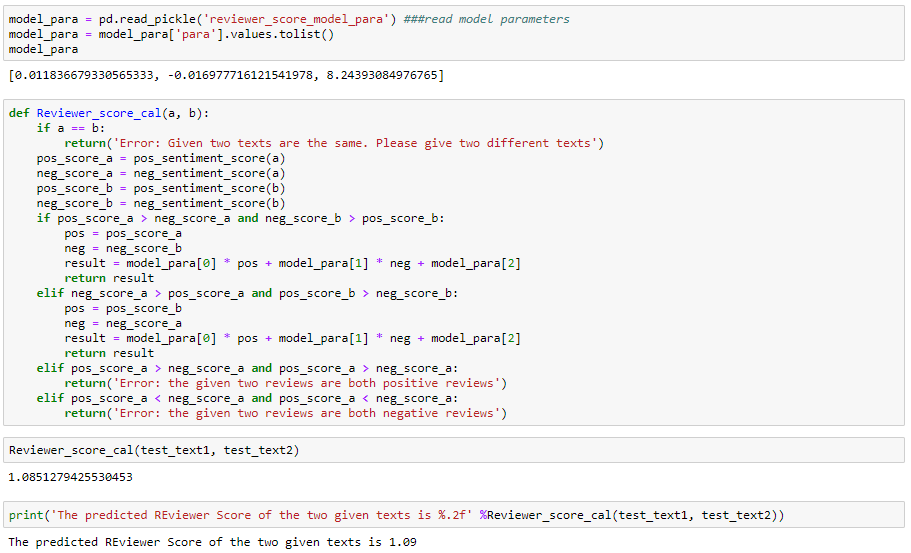 model_para = pd.read_pickle('reviewer_score_model_para') ###read model parameters
model_para = model_para['para'].values.tolist()
model_para
[0.011836679330565333, -0.016977716121541978, 8.24393084976765]
def Reviewer_score_cal(a, b):
    if a == b:
        return('Error: Given two texts are the same. Please give two different texts')
    pos_score_a = pos_sentiment_score(a)
    neg_score_a = neg_sentiment_score(a)
    pos_score_b = pos_sentiment_score(b)
    neg_score_b = neg_sentiment_score(b)
    if pos_score_a > neg_score_a and neg_score_b > pos_score_b:
        pos = pos_score_a
        neg = neg_score_b
        result = model_para[0] * pos + model_para[1] * neg + model_para[2]
        return result
    elif neg_score_a > pos_score_a and pos_score_b > neg_score_b:
        pos = pos_score_b
        neg = neg_score_a
        result = model_para[0] * pos + model_para[1] * neg + model_para[2]
        return result
    elif pos_score_a > neg_score_a and pos_score_a > neg_score_a:
        return('Error: the given two reviews are both positive reviews')
    elif pos_score_a < neg_score_a and pos_score_a < neg_score_a:
        return('Error: the given two reviews are both negative reviews')
Reviewer_score_cal(test_text1, test_text2)
1.0851279425530453
print('The predicted REviewer Score of the two given texts is %.2f' %Reviewer_score_cal(test_text1, test_text2))
The predicted REviewer Score of the two given texts is 1.09